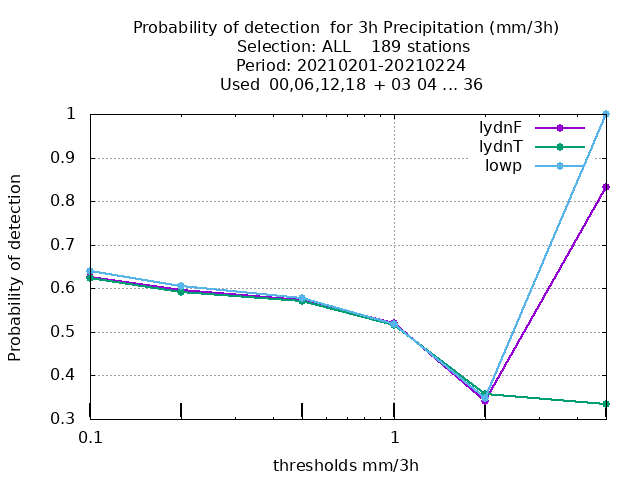 Probability of detection  for 3h Precipitation (mm/3h)
Selection: ALL    189 stations
Period: 20210201-20210224
Used  00,06,12,18  + 03 04 ... 36
lydnF
lydnT
lowp
1
0.9
0.8
0.7
0.6
0.5
0.4
0.3
Probability of detection
0.1
1
thresholds mm/3h